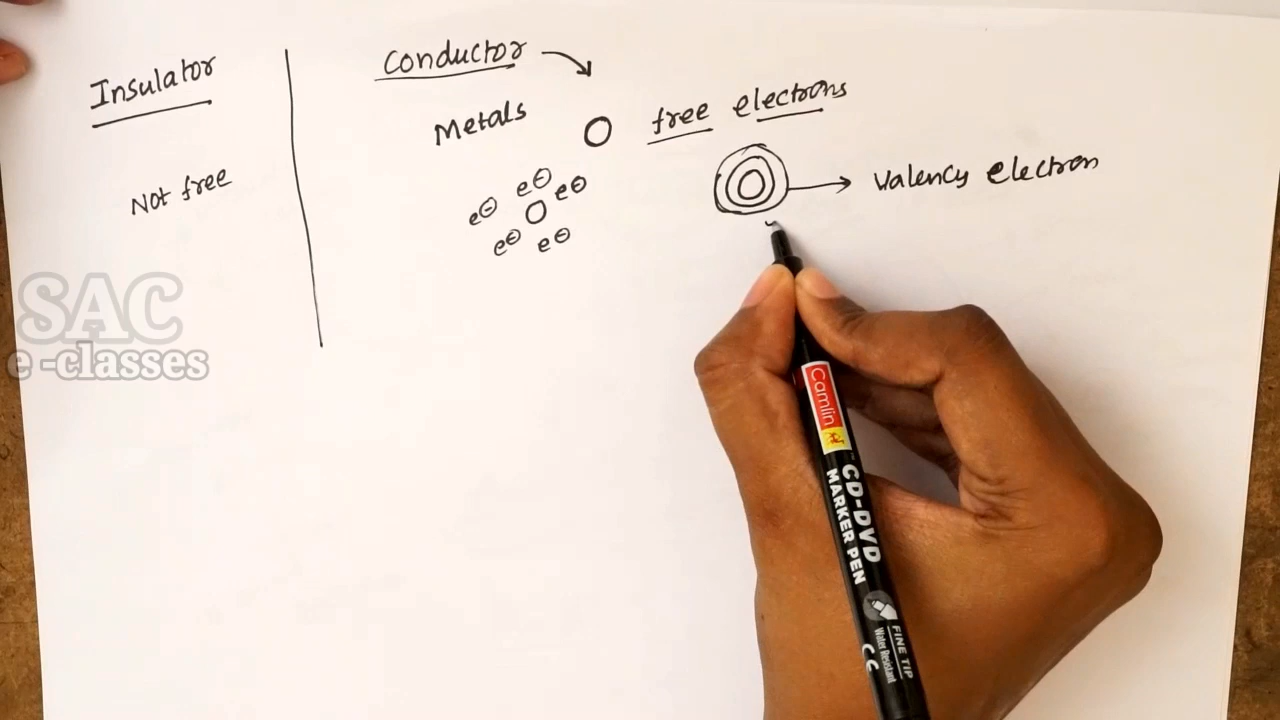 Insulator
Not free
Conductor
Metals
free electrons
e⊖
e⊖
e⊖
e⊖
e⊖
Valency electron
SAC
e -classes
Camlin
CD-DVD
MARKER PEN
FINE TIP
Water Resistant
CC